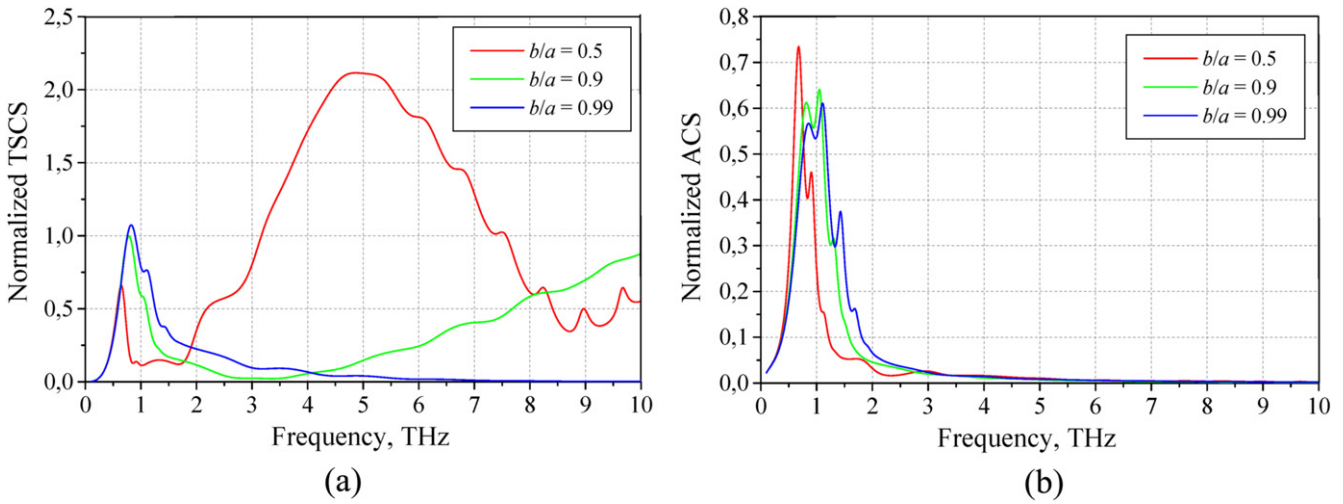 2.5
2.0
1.5
1.0
0.5
0.0
Normalized TSCS
b/a = 0.5
b/a = 0.9
b/a = 0.99
0 1 2 3 4 5 6 7 8 9 10
Frequency, THz
(a)
0,8
0,7
0,6
0,5
0,4
0,3
0,2
0,1
0,0
Normalized ACS
b/a = 0.5
b/a = 0.9
b/a = 0.99
0 1 2 3 4 5 6 7 8 9 10
Frequency, THz
(b)